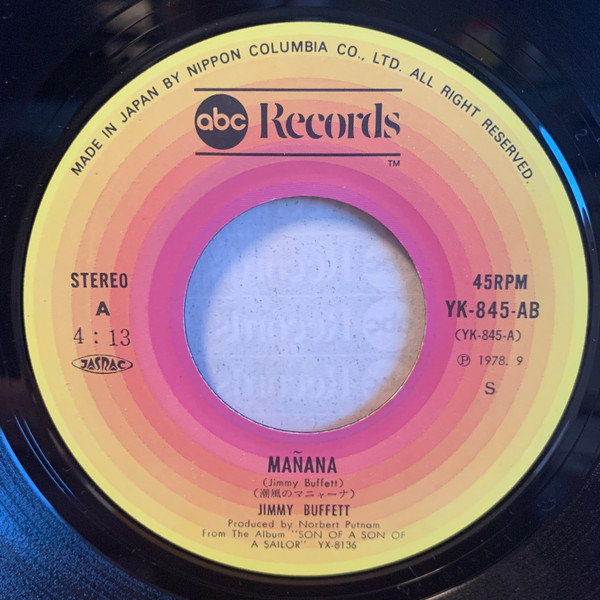 MADE IN JAPAN BY NIPPON COLUMBIA CO., LTD. ALL RIGHT RESERVED.
abc Records
TM
STEREO
A
4:13
JASRAC
45RPM
YK-845-AB
(YK-845-A)
Ⓟ 1978. 9
S
MAÑANA
(Jimmy Buffett)
(潮風のマニャーナ)
JIMMY BUFFETT
Produced by Norbert Putnam
From The Album "SON OF A SON OF
A SAILOR" YX-8136
abc Records